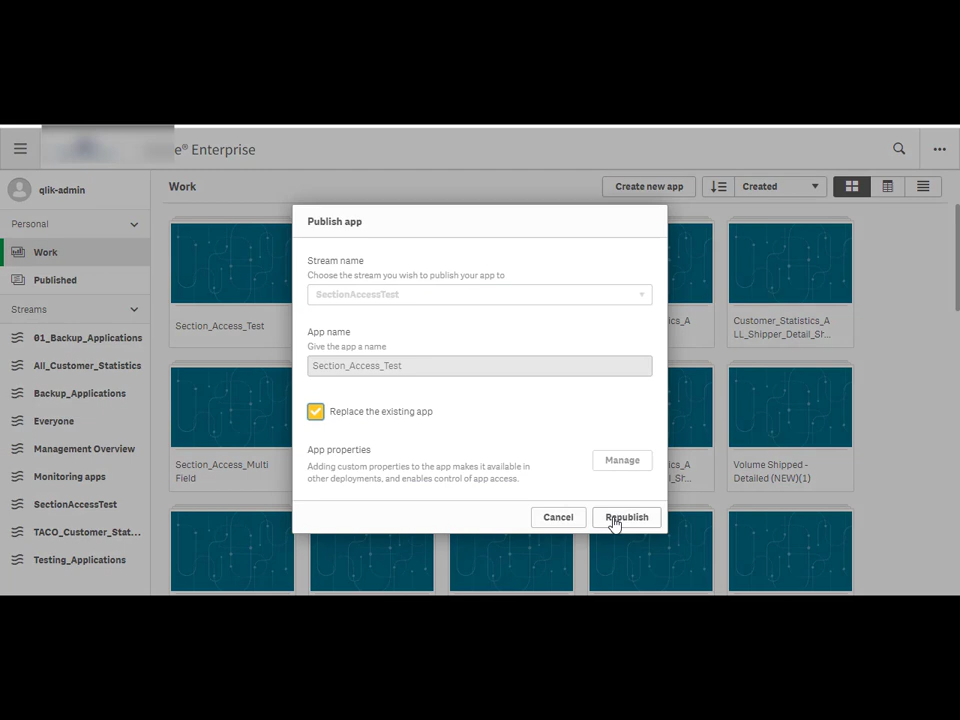 e® Enterprise
qlik-admin
Work
Create new app
Created
Personal
Work
Published
Streams
01_Backup_Applications
All_Customer_Statistics
Backup_Applications
Everyone
Management Overview
Monitoring apps
SectionAccessTest
TACO_Customer_Stat...
Testing_Applications
Section_Access_Test
Section_Access_Multi
Field
Publish app
Stream name
Choose the stream you wish to publish your app to
SectionAccessTest
App name
Give the app a name
Section_Access_Test
Replace the existing app
App properties
Adding custom properties to the app makes it available in
other deployments, and enables control of app access.
Manage
Cancel
Republish
ics_A
Customer_Statistics_A
LL_Shipper_Detail_Sh...
cs_A
_Sr...
Volume Shipped -
Detailed (NEW)(1)